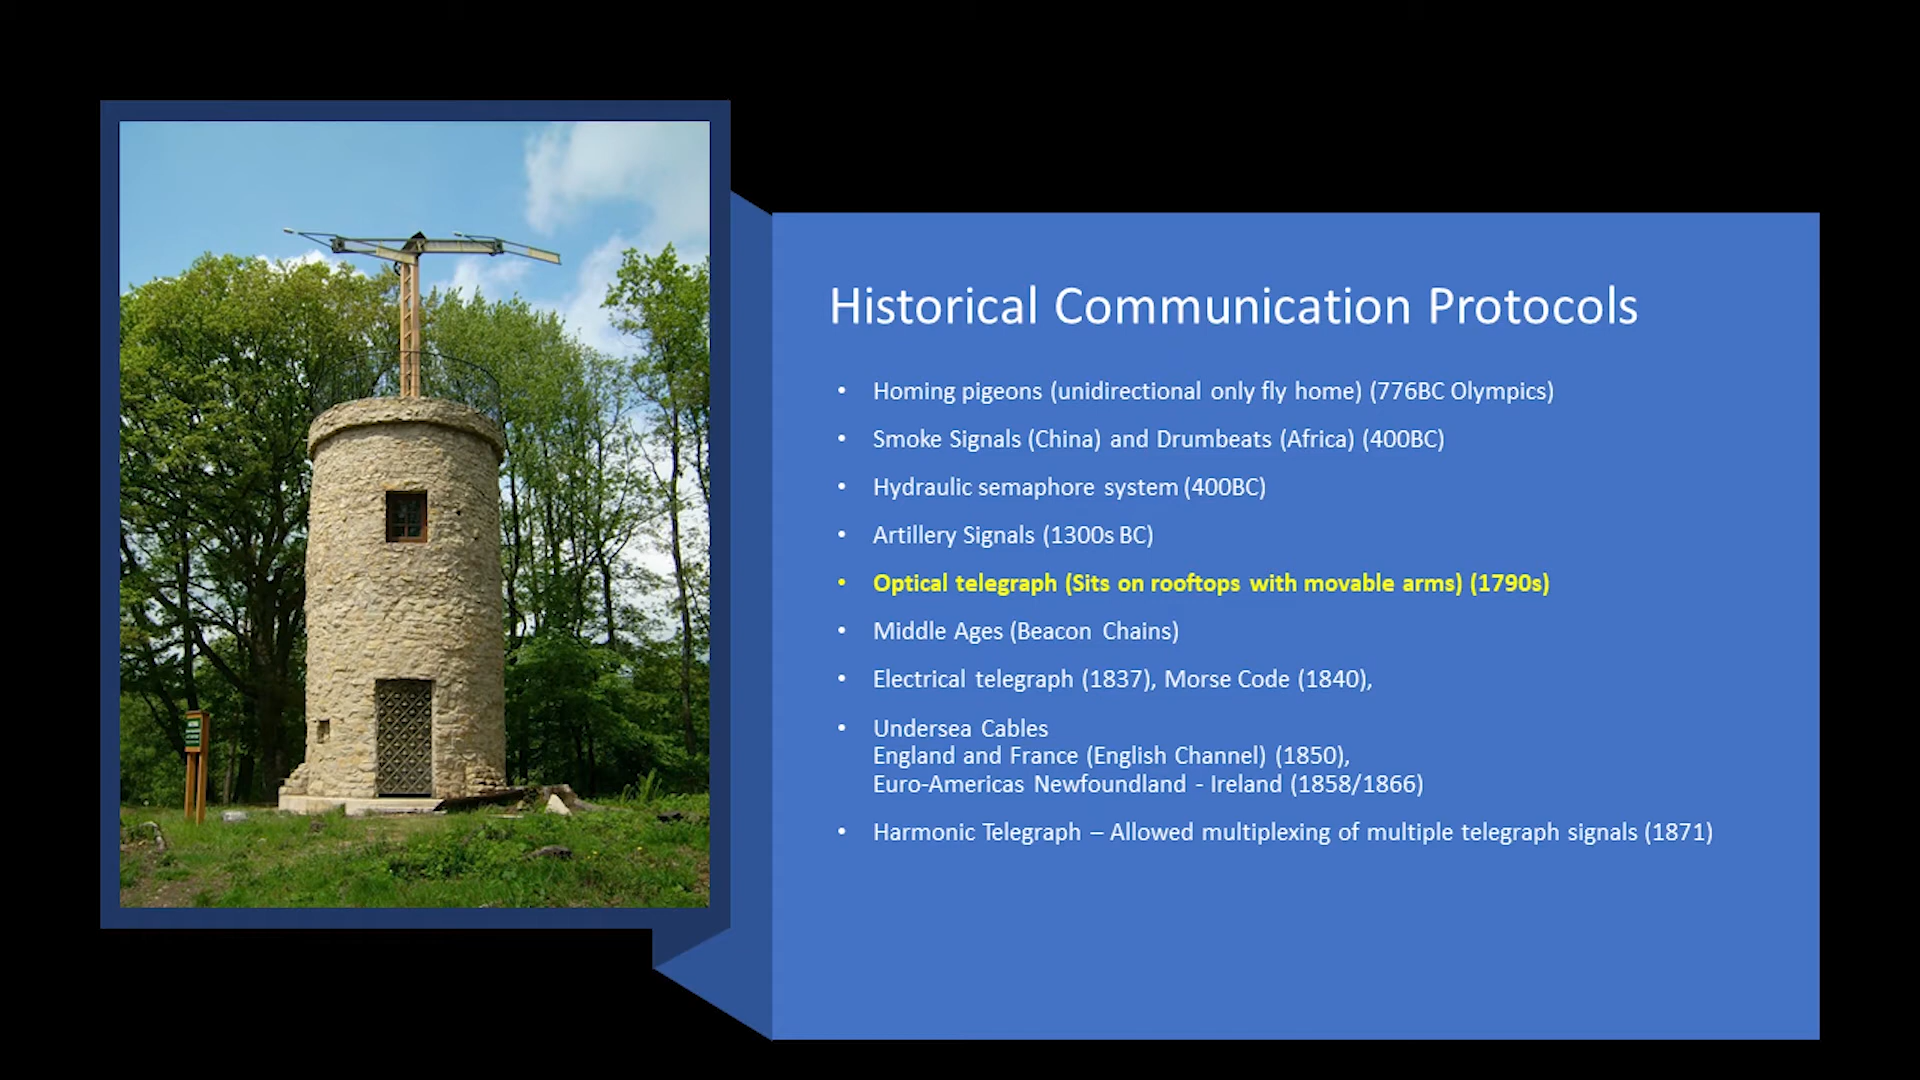 Historical Communication Protocols
• Homing pigeons (unidirectional only fly home) (776BC Olympics)
• Smoke Signals (China) and Drumbeats (Africa) (400BC)
• Hydraulic semaphore system (400BC)
• Artillery Signals (1300s BC)
• Optical telegraph (Sits on rooftops with movable arms) (1790s)
• Middle Ages (Beacon Chains)
• Electrical telegraph (1837), Morse Code (1840),
• Undersea Cables
England and France (English Channel) (1850),
Euro-Americas Newfoundland - Ireland (1858/1866)
• Harmonic Telegraph – Allowed multiplexing of multiple telegraph signals (1871)